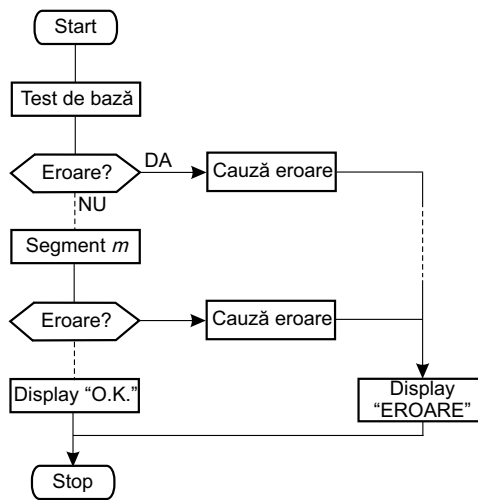 Start
Test de bază
Eroare?
DA
Cauză eroare
NU
Segment m
Eroare?
Cauză eroare
Display “O.K.”
Display
“EROARE”
Stop